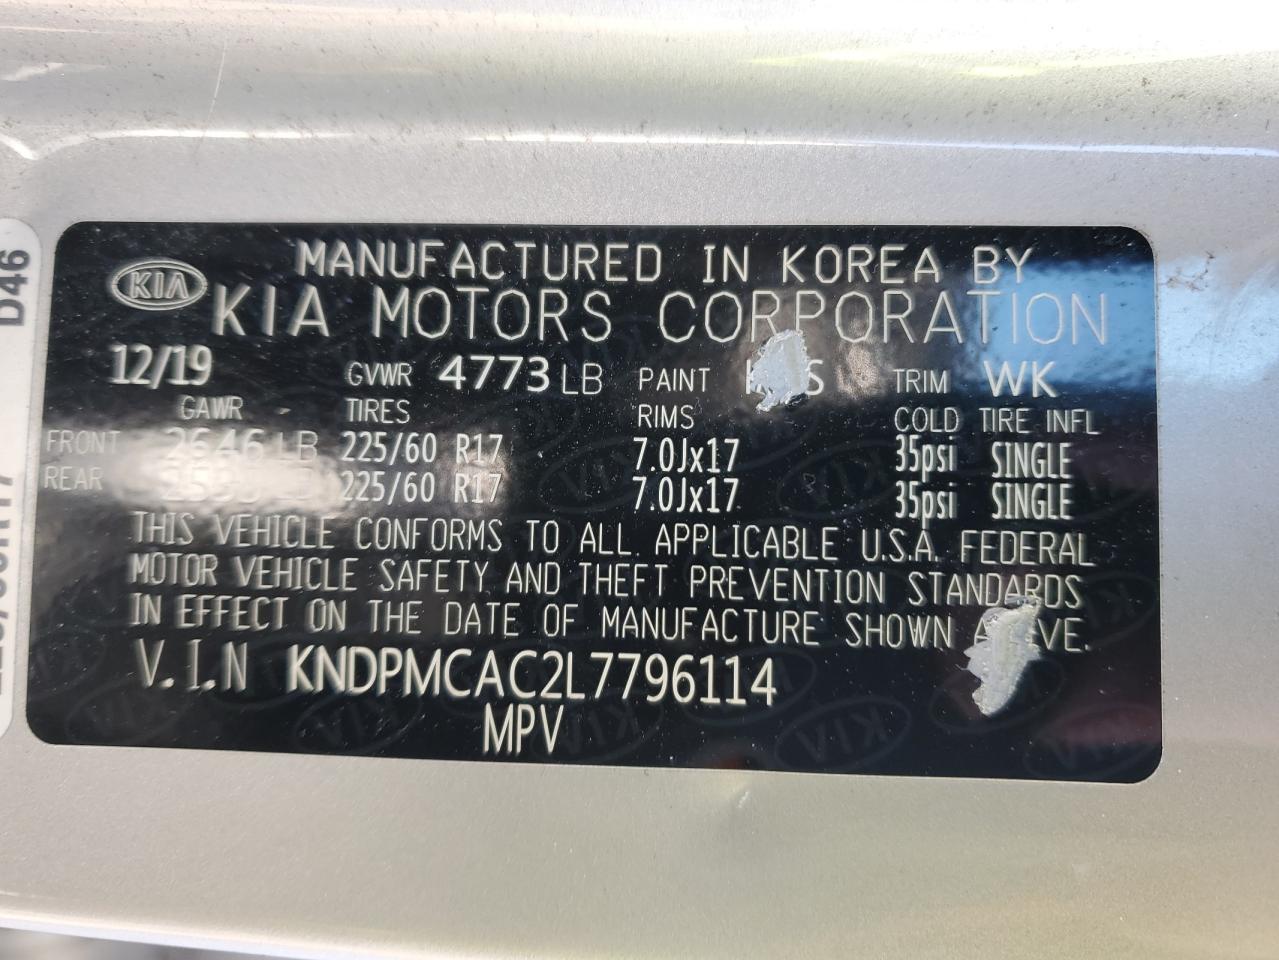 KIA
MANUFACTURED IN KOREA BY
KIA MOTORS CORPORATION
12/19 GVWR 4773 LB PAINT TRIM WK
GAWR TIRES RIMS COLD TIRE INFL
FRONT 2646 LB 225/60 R17 7.0Jx17 35psi SINGLE
REAR LB 225/60 R17 7.0Jx17 35psi SINGLE
THIS VEHICLE CONFORMS TO ALL APPLICABLE U.S.A. FEDERAL
MOTOR VEHICLE SAFETY AND THEFT PREVENTION STANDARDS
IN EFFECT ON THE DATE OF MANUFACTURE SHOWN
V.I.N KNDPMCAC2L7796114
MPV
D46